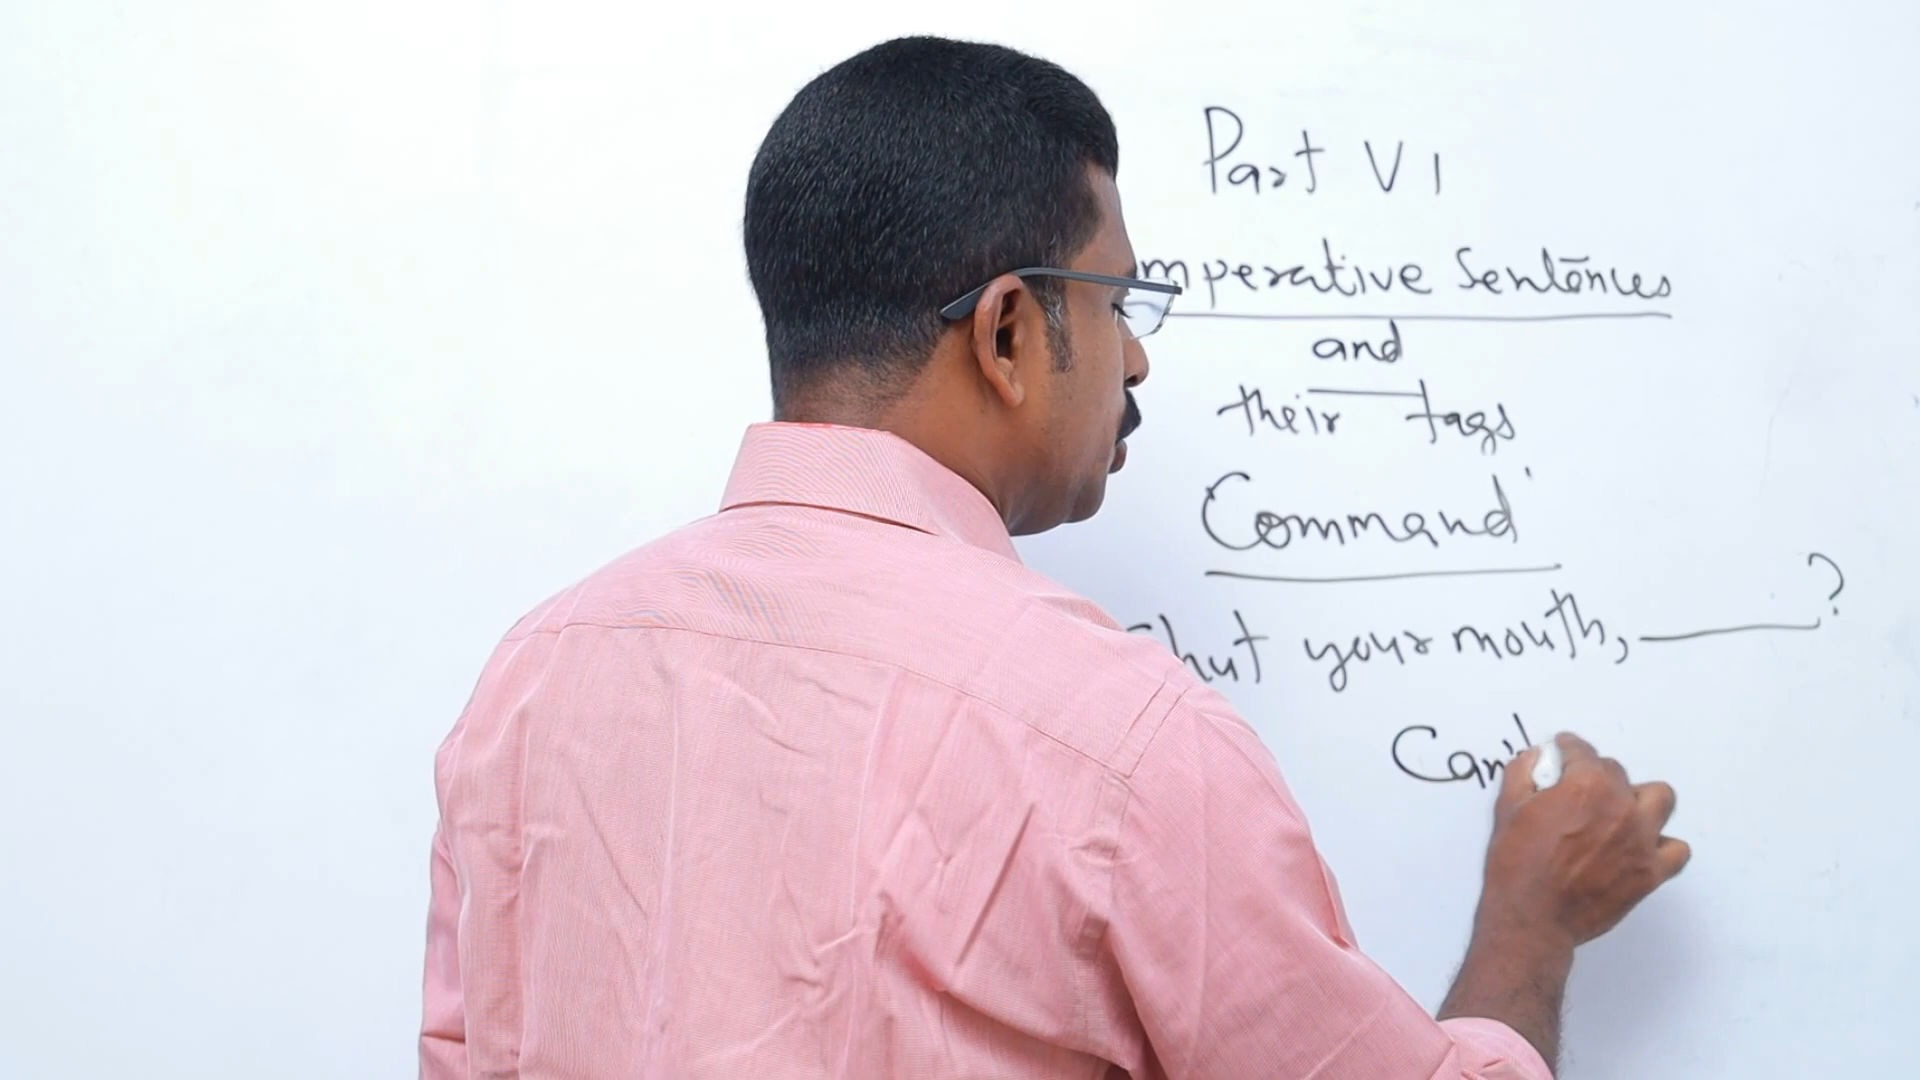 Part VI
mperative Sentences
and
their tags
Command
hut your mouth, ______?
Can't